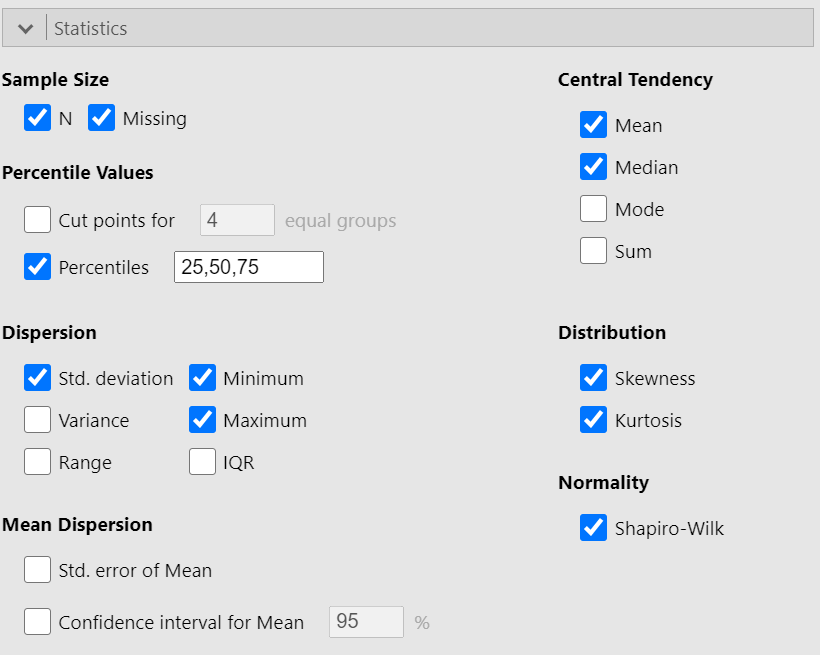 Statistics
Sample Size
N Missing
Percentile Values
Cut points for 4 equal groups
Percentiles 25,50,75
Central Tendency
Mean
Median
Mode
Sum
Dispersion
Std. deviation Minimum
Variance Maximum
Range IQR
Distribution
Skewness
Kurtosis
Mean Dispersion
Std. error of Mean
Confidence interval for Mean 95 %
Normality
Shapiro-Wilk